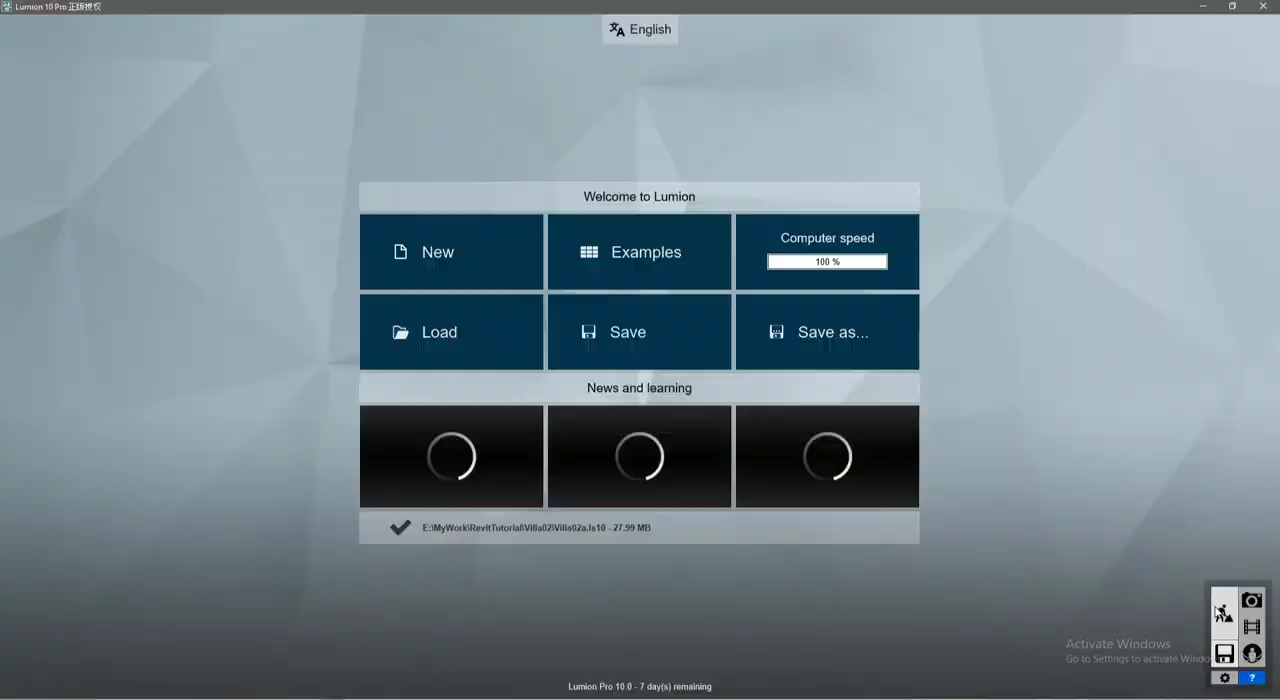 Lumion 10 Pro 正版授权
English
Welcome to Lumion
New
Examples
Computer speed
100 %
Load
Save
Save as...
News and learning
E:\MyWork\RevitTutorial\Villa02\Villa02a.ls10 - 27.99 MB
Activate Windows
Go to Settings to activate Windo
?
Lumion Pro 10.0 - 7 day(s) remaining